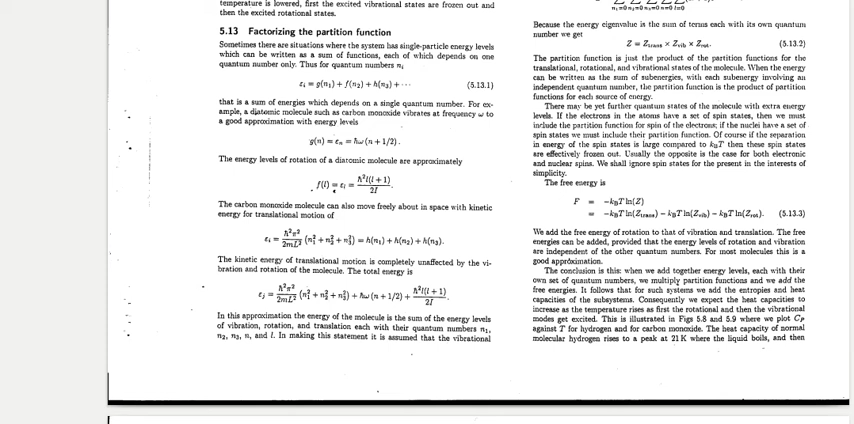 temperature is lowered, first the excited vibrational states are frozen out and
then the excited rotational states.
5.13 Factorizing the partition function
Sometimes there are situations where the system has single-particle energy levels
which can be written as a sum of functions, each of which depends on one
quantum number only. Thus for quantum numbers nᵢ
εᵢ = g(n₁) + f(n₂) + h(n₃) + ··· (5.13.1)
that is a sum of energies which depends on a single quantum number. For ex-
ample, a diatomic molecule such as carbon monoxide vibrates at frequency ω to
a good approximation with energy levels
g(n) = εₙ = ℏω (n + 1/2) .
The energy levels of rotation of a diatomic molecule are approximately
f(l) = εₗ = ℏ²l(l + 1) / 2I .
The carbon monoxide molecule can also move freely about in space with kinetic
energy for translational motion of
εᵢ = ℏ²π² / 2mL² (n₁² + n₂² + n₃²) = h(n₁) + h(n₂) + h(n₃).
The kinetic energy of translational motion is completely unaffected by the vi-
bration and rotation of the molecule. The total energy is
εⱼ = ℏ²π² / 2mL² (n₁² + n₂² + n₃²) + ℏω (n + 1/2) + ℏ²l(l + 1) / 2I .
In this approximation the energy of the molecule is the sum of the energy levels
of vibration, rotation, and translation each with their quantum numbers n₁,
n₂, n₃, n, and l. In making this statement it is assumed that the vibrational
n₁=0 n₂=0 n₃=0 n=0 l=0
Because the energy eigenvalue is the sum of terms each with its own quantum
number we get
Z = Z_trans × Z_vib × Z_rot. (5.13.2)
The partition function is just the product of the partition functions for the
translational, rotational, and vibrational states of the molecule. When the energy
can be written as the sum of subenergies, with each subenergy involving an
independent quantum number, the partition function is the product of partition
functions for each source of energy.
There may be yet further quantum states of the molecule with extra energy
levels. If the electrons in the atoms have a set of spin states, then we must
include the partition function for spin of the electrons; if the nuclei have a set of
spin states we must include their partition function. Of course if the separation
in energy of the spin states is large compared to k_BT then these spin states
are effectively frozen out. Usually the opposite is the case for both electronic
and nuclear spins. We shall ignore spin states for the present in the interests of
simplicity.
The free energy is
F = −k_BT ln(Z)
= −k_BT ln(Z_trans) − k_BT ln(Z_vib) − k_BT ln(Z_rot). (5.13.3)
We add the free energy of rotation to that of vibration and translation. The free
energies can be added, provided that the energy levels of rotation and vibration
are independent of the other quantum numbers. For most molecules this is a
good approximation.
The conclusion is this: when we add together energy levels, each with their
own set of quantum numbers, we multiply partition functions and we add the
free energies. It follows that for such systems we add the entropies and heat
capacities of the subsystems. Consequently we expect the heat capacities to
increase as the temperature rises as first the rotational and then the vibrational
modes get excited. This is illustrated in Figs 5.8 and 5.9 where we plot C_P
against T for hydrogen and for carbon monoxide. The heat capacity of normal
molecular hydrogen rises to a peak at 21 K where the liquid boils, and then